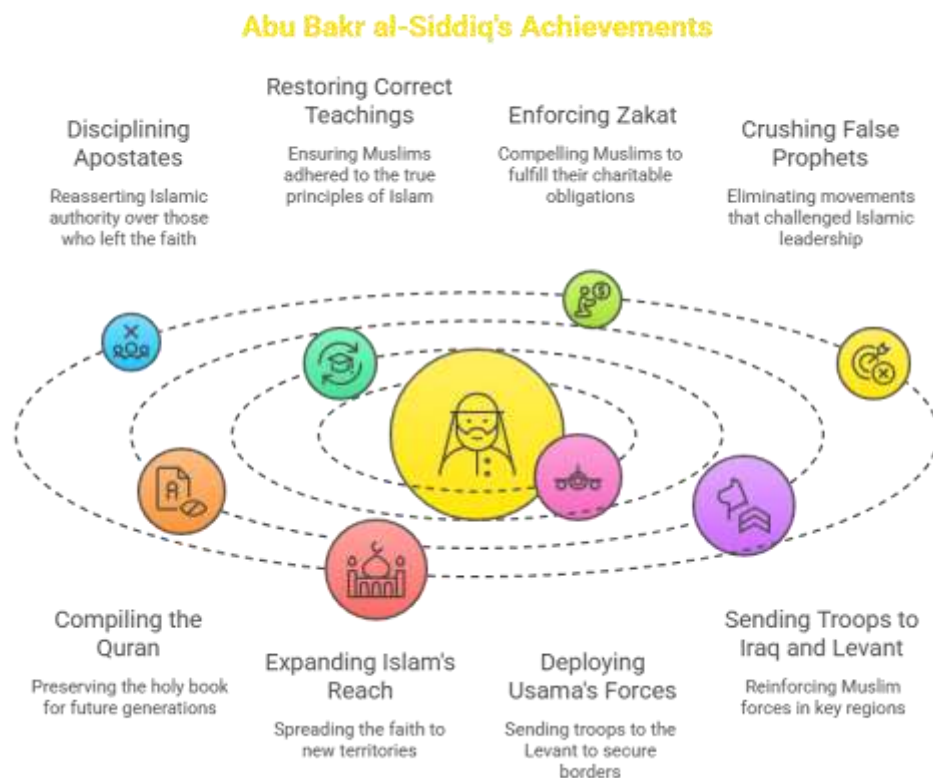 Abu Bakr al-Siddiq's Achievements
Disciplining
Apostates
Reasserting Islamic
authority over those
who left the faith
Restoring Correct
Teachings
Ensuring Muslims
adhered to the true
principles of Islam
Enforcing Zakat
Compelling Muslims to
fulfill their charitable
obligations
Crushing False
Prophets
Eliminating movements
that challenged Islamic
leadership
Compiling the
Quran
Preserving the holy book
for future generations
Expanding Islam's
Reach
Spreading the faith to
new territories
Deploying
Usama's Forces
Sending troops to the
Levant to secure
borders
Sending Troops to
Iraq and Levant
Reinforcing Muslim
forces in key regions